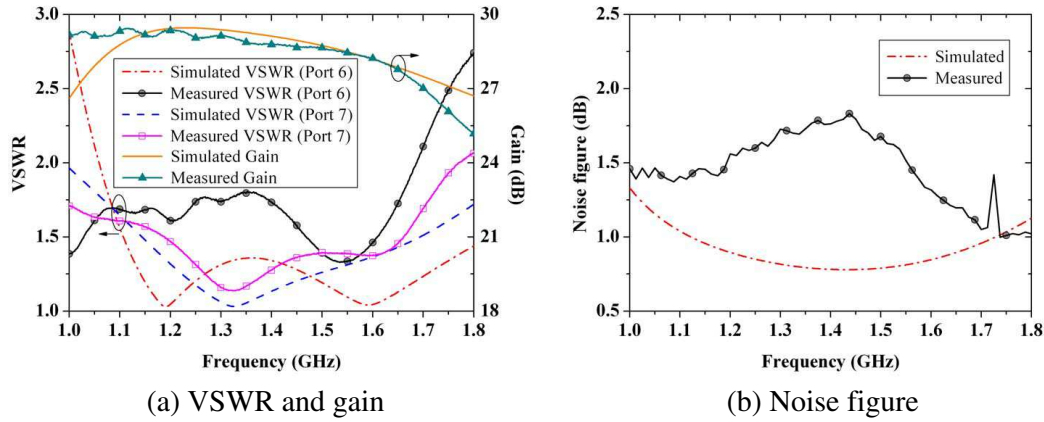 3.0
2.5
2.0
1.5
1.0
VSWR
30
27
24
21
18
Gain (dB)
Simulated VSWR (Port 6)
Measured VSWR (Port 6)
Simulated VSWR (Port 7)
Measured VSWR (Port 7)
Simulated Gain
Measured Gain
1.0 1.1 1.2 1.3 1.4 1.5 1.6 1.7 1.8
Frequency (GHz)
(a) VSWR and gain
2.5
2.0
1.5
1.0
0.5
Noise figure (dB)
Simulated
Measured
1.0 1.1 1.2 1.3 1.4 1.5 1.6 1.7 1.8
Frequency (GHz)
(b) Noise figure